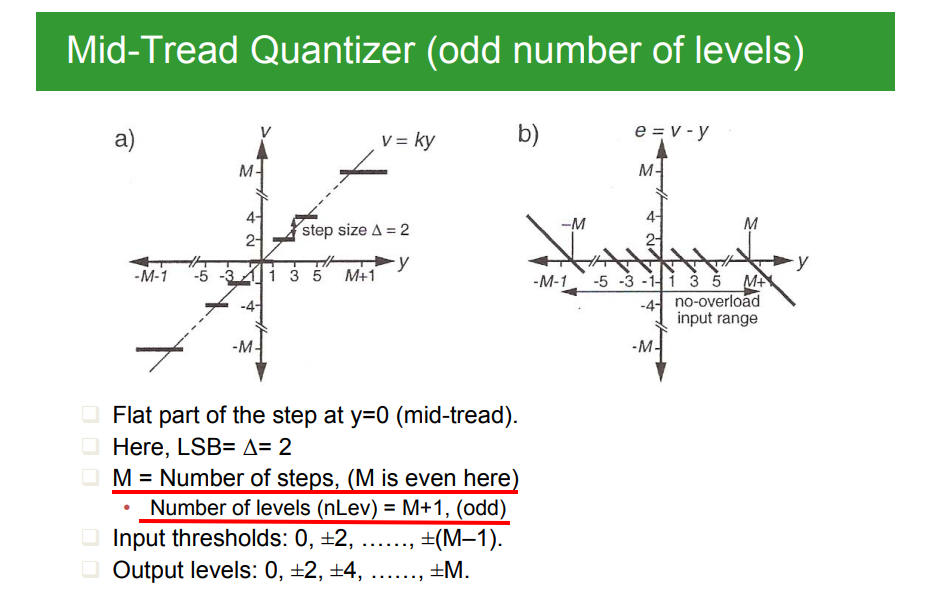 Mid-Tread Quantizer (odd number of levels)
a)
v
v = ky
M
4
2
step size Δ = 2
-M-1 -5 -3 -1 1 3 5 M+1 y
-4
-M
b)
e = v - y
M
-M
4
2
M
y
-M-1 -5 -3 -1 1 3 5 M+1
-4
no-overload
input range
-M
Flat part of the step at y=0 (mid-tread).
Here, LSB= Δ= 2
M = Number of steps, (M is even here)
• Number of levels (nLev) = M+1, (odd)
Input thresholds: 0, ±2, ……, ±(M–1).
Output levels: 0, ±2, ±4, ……, ±M.